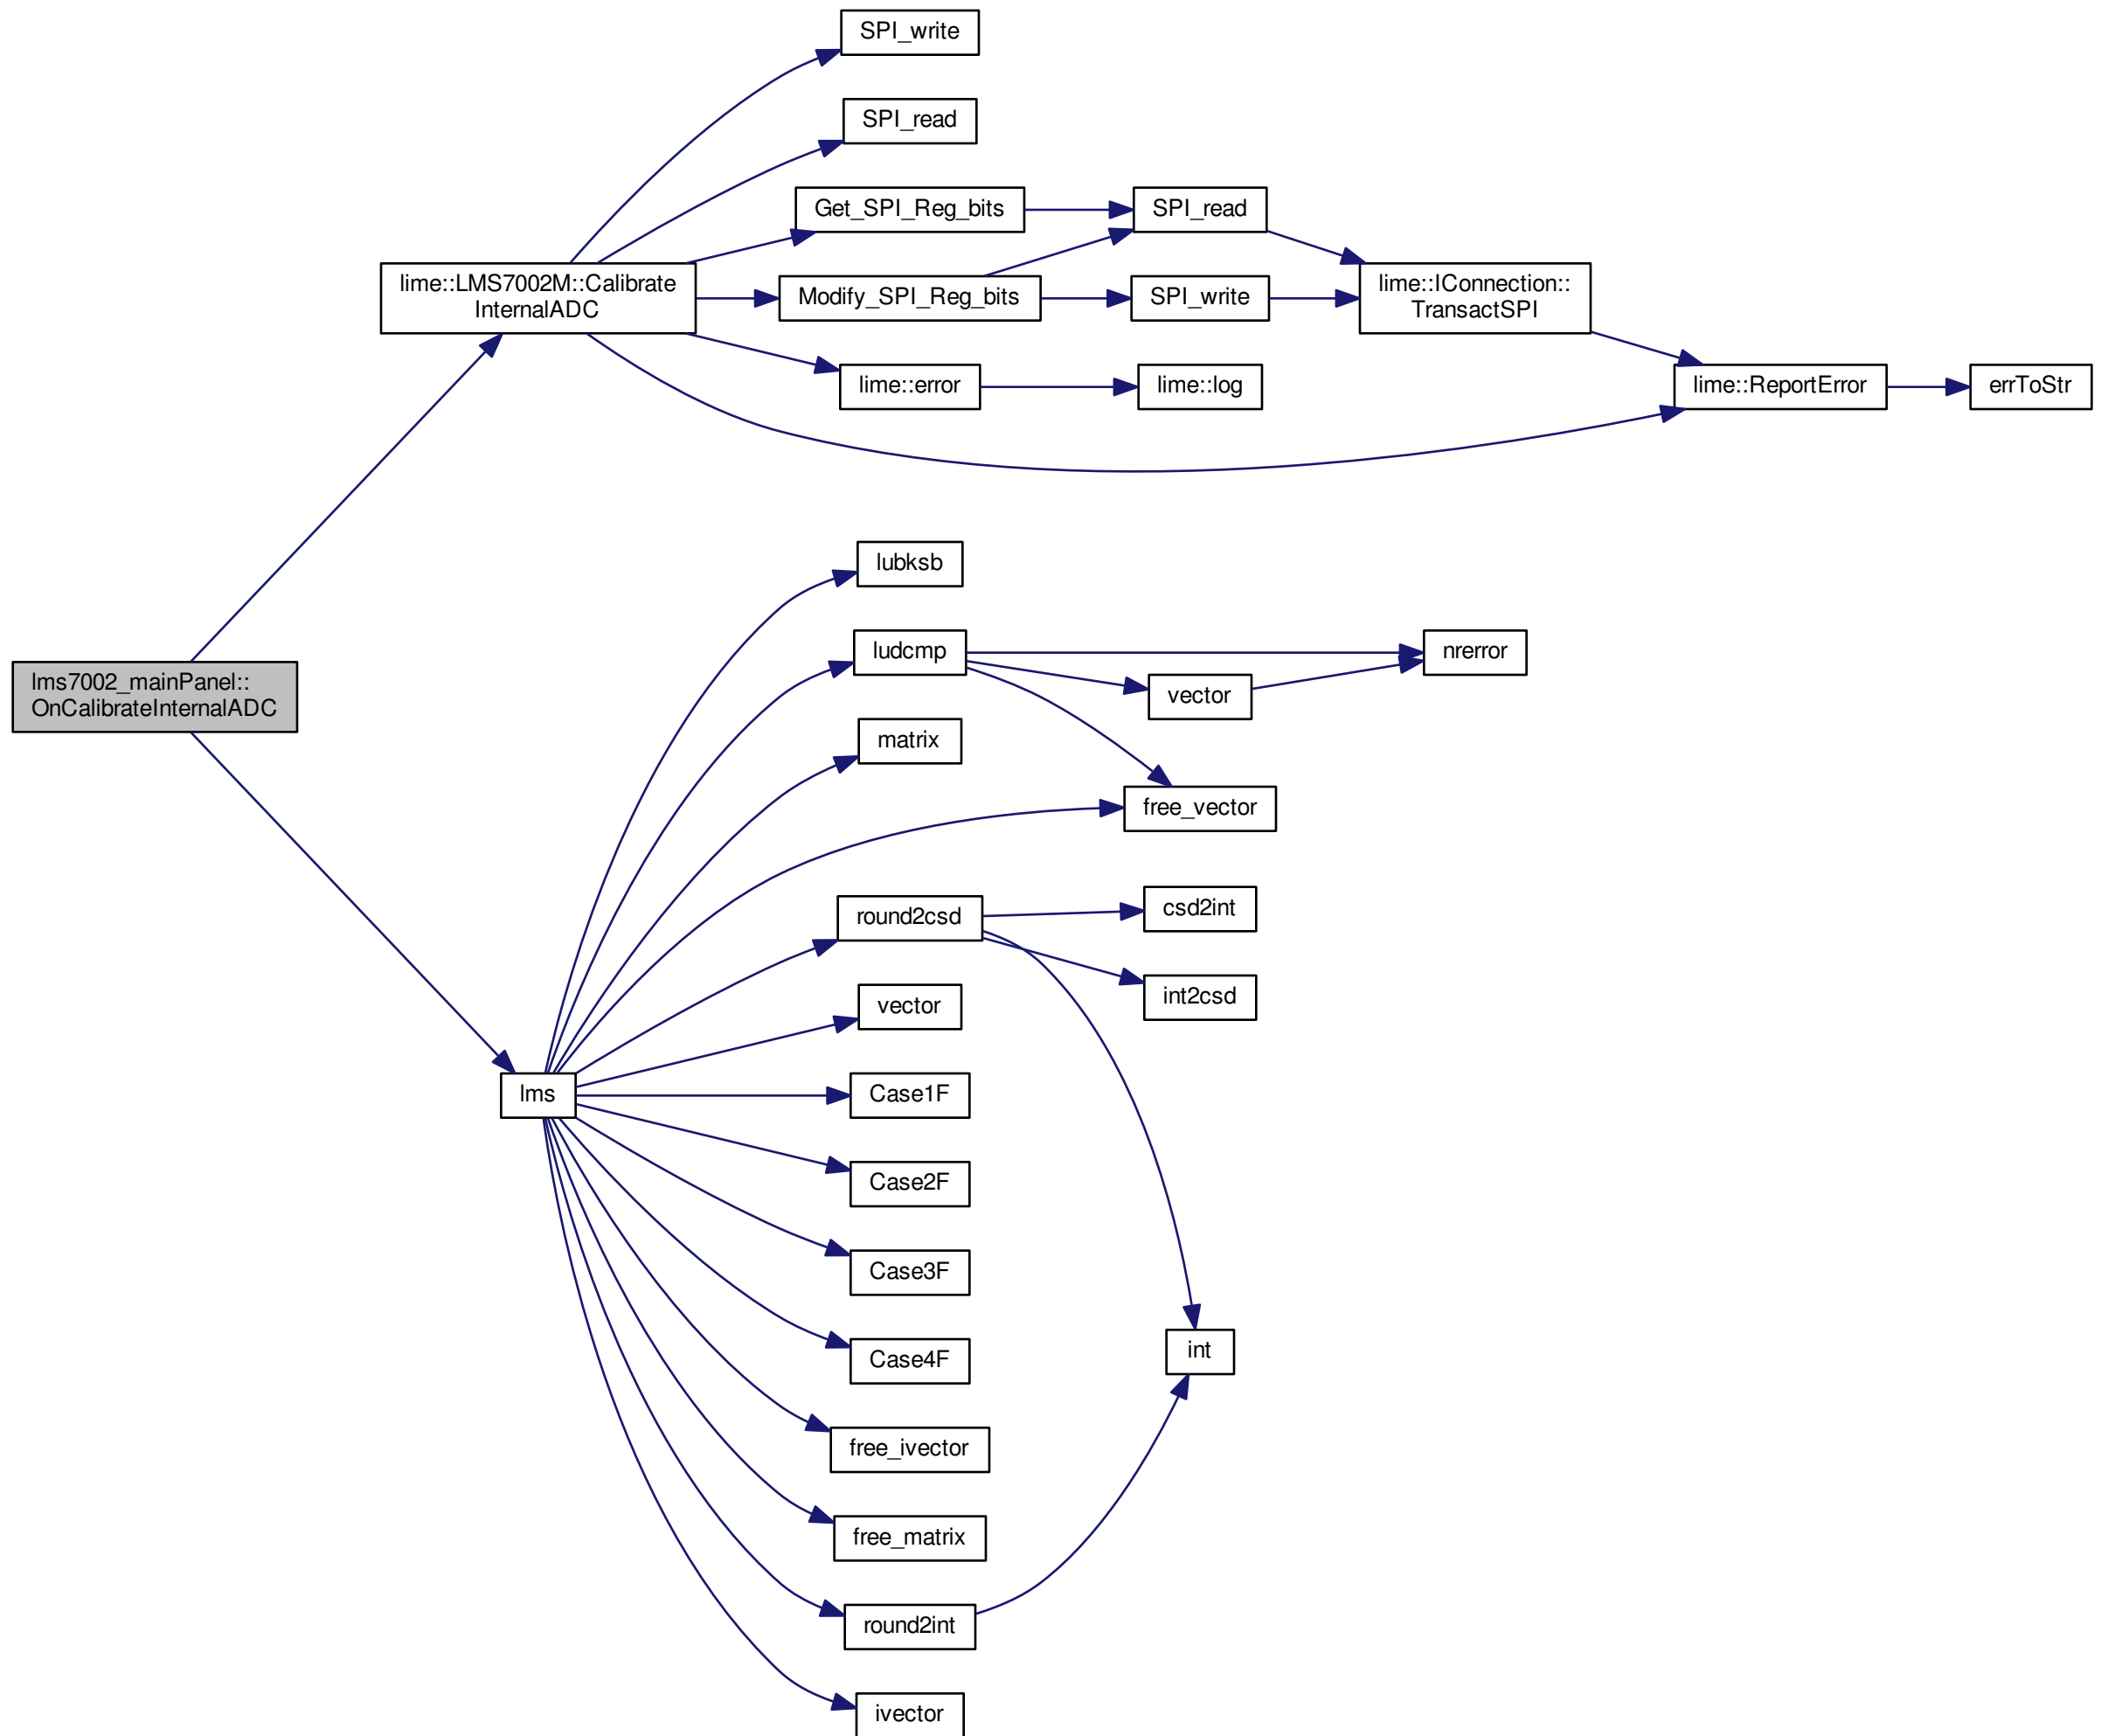 SPI_write
SPI_read
Get_SPI_Reg_bits
SPI_read
lime::LMS7002M::Calibrate
InternalADC
Modify_SPI_Reg_bits
SPI_write
lime::IConnection::
TransactSPI
lime::error
lime::log
lime::ReportError
errToStr
lubksb
ludcmp
nrerror
lms7002_mainPanel::
OnCalibrateInternalADC
vector
matrix
free_vector
round2csd
csd2int
vector
int2csd
lms
Case1F
Case2F
Case3F
int
Case4F
free_ivector
free_matrix
round2int
ivector